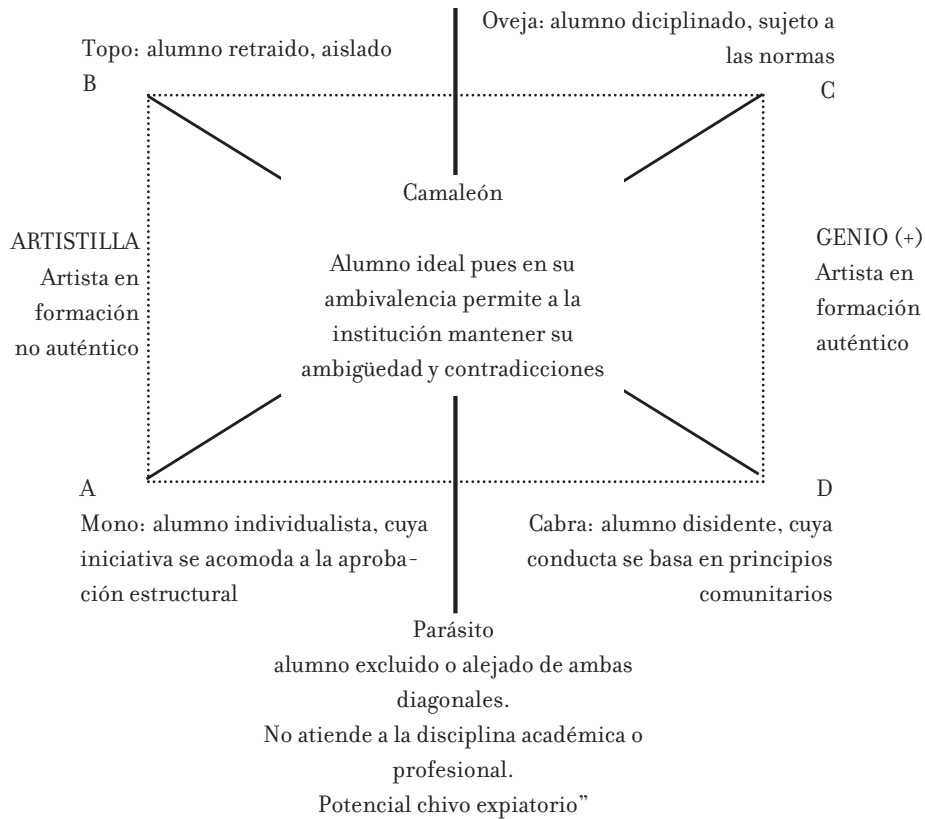 Topo: alumno retraido, aislado
B
Oveja: alumno diciplinado, sujeto a
las normas
C
Camaleón
Alumno ideal pues en su
ambivalencia permite a la
institución mantener su
ambigüedad y contradicciones
ARTISTILLA
Artista en
formación
no auténtico
GENIO (+)
Artista en
formación
auténtico
A
Mono: alumno individualista, cuya
iniciativa se acomoda a la aproba-
ción estructural
D
Cabra: alumno disidente, cuya
conducta se basa en principios
comunitarios
Parásito
alumno excluido o alejado de ambas
diagonales.
No atiende a la disciplina académica o
profesional.
Potencial chivo expiatorio”